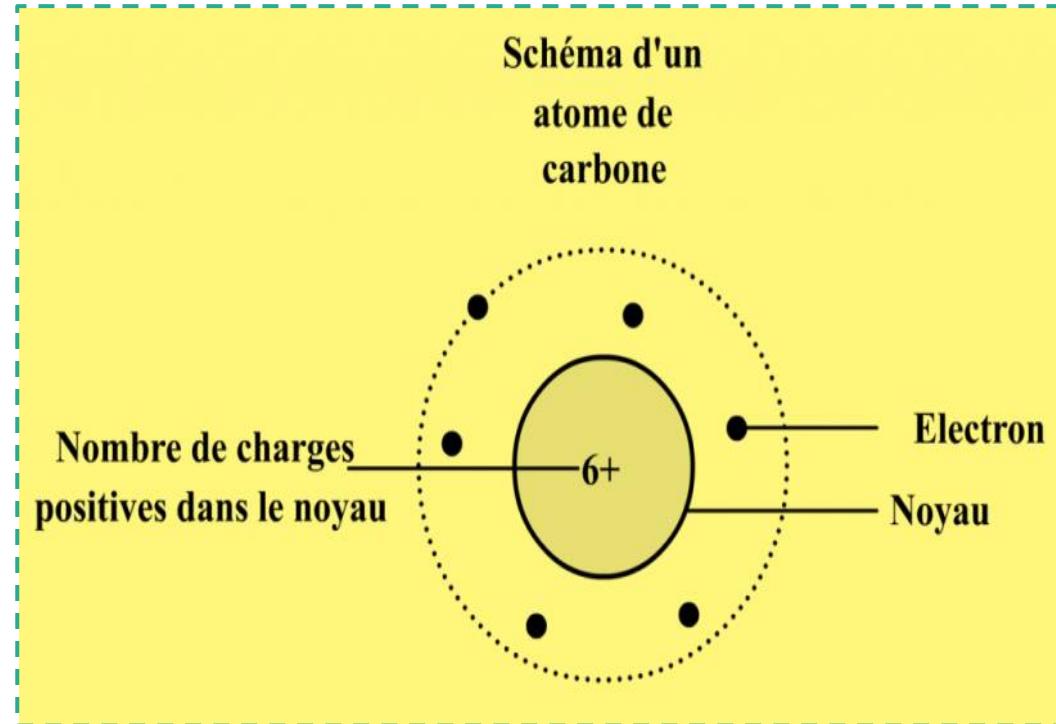 Schéma d'un
atome de
carbone
Nombre de charges
positives dans le noyau
6+
Electron
Noyau